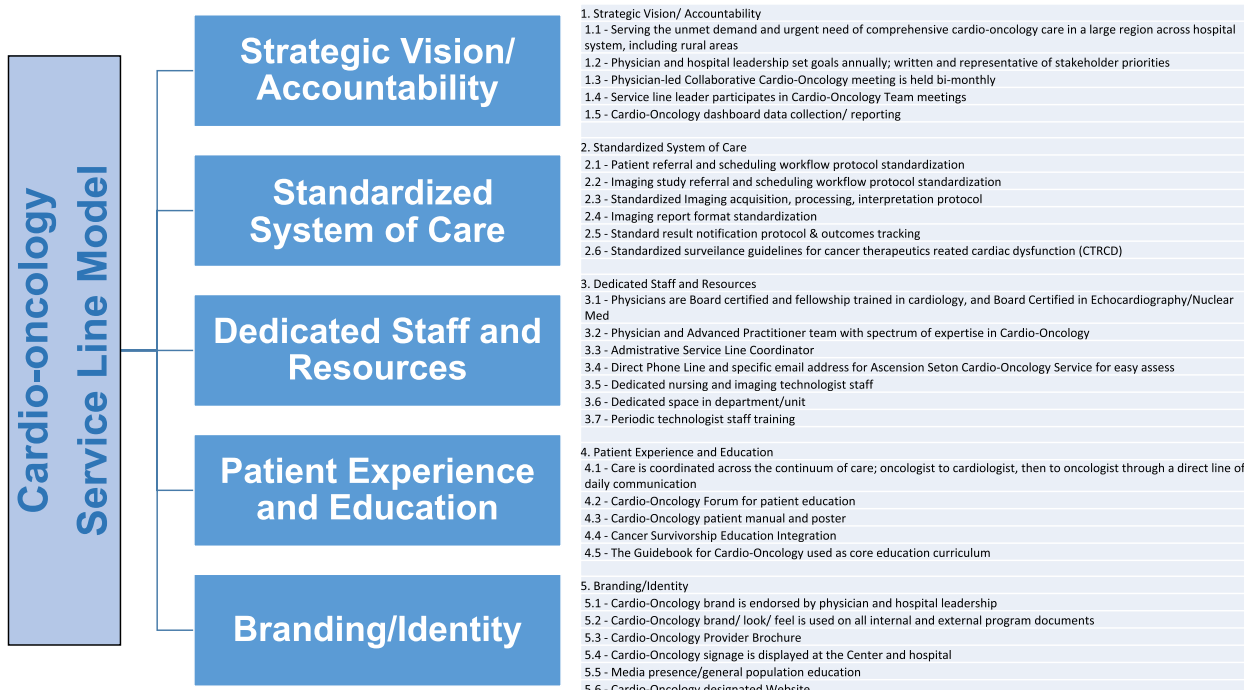 Cardio-oncology
Service Line Model
Strategic Vision/
Accountability
Standardized
System of Care
Dedicated Staff and
Resources
Patient Experience
and Education
Branding/Identity
1. Strategic Vision/ Accountability
1.1 - Serving the unmet demand and urgent need of comprehensive cardio-oncology care in a large region across hospital
system, including rural areas
1.2 - Physician and hospital leadership set goals annually; written and representative of stakeholder priorities
1.3 - Physician-led Collaborative Cardio-Oncology meeting is held bi-monthly
1.4 - Service line leader participates in Cardio-Oncology Team meetings
1.5 - Cardio-Oncology dashboard data collection/ reporting
2. Standardized System of Care
2.1 - Patient referral and scheduling workflow protocol standardization
2.2 - Imaging study referral and scheduling workflow protocol standardization
2.3 - Standardized Imaging acquisition, processing, interpretation protocol
2.4 - Imaging report format standardization
2.5 - Standard result notification protocol & outcomes tracking
2.6 - Standardized surveilance guidelines for cancer therapeutics reated cardiac dysfunction (CTRCD)
3. Dedicated Staff and Resources
3.1 - Physicians are Board certified and fellowship trained in cardiology, and Board Certified in Echocardiography/Nuclear
Med
3.2 - Physician and Advanced Practitioner team with spectrum of expertise in Cardio-Oncology
3.3 - Admistrative Service Line Coordinator
3.4 - Direct Phone Line and specific email address for Ascension Seton Cardio-Oncology Service for easy assess
3.5 - Dedicated nursing and imaging technologist staff
3.6 - Dedicated space in department/unit
3.7 - Periodic technologist staff training
4. Patient Experience and Education
4.1 - Care is coordinated across the continuum of care; oncologist to cardiologist, then to oncologist through a direct line of
daily communication
4.2 - Cardio-Oncology Forum for patient education
4.3 - Cardio-Oncology patient manual and poster
4.4 - Cancer Survivorship Education Integration
4.5 - The Guidebook for Cardio-Oncology used as core education curriculum
5. Branding/Identity
5.1 - Cardio-Oncology brand is endorsed by physician and hospital leadership
5.2 - Cardio-Oncology brand/ look/ feel is used on all internal and external program documents
5.3 - Cardio-Oncology Provider Brochure
5.4 - Cardio-Oncology signage is displayed at the Center and hospital
5.5 - Media presence/general population education
5.6 - Cardio-Oncology designated Website